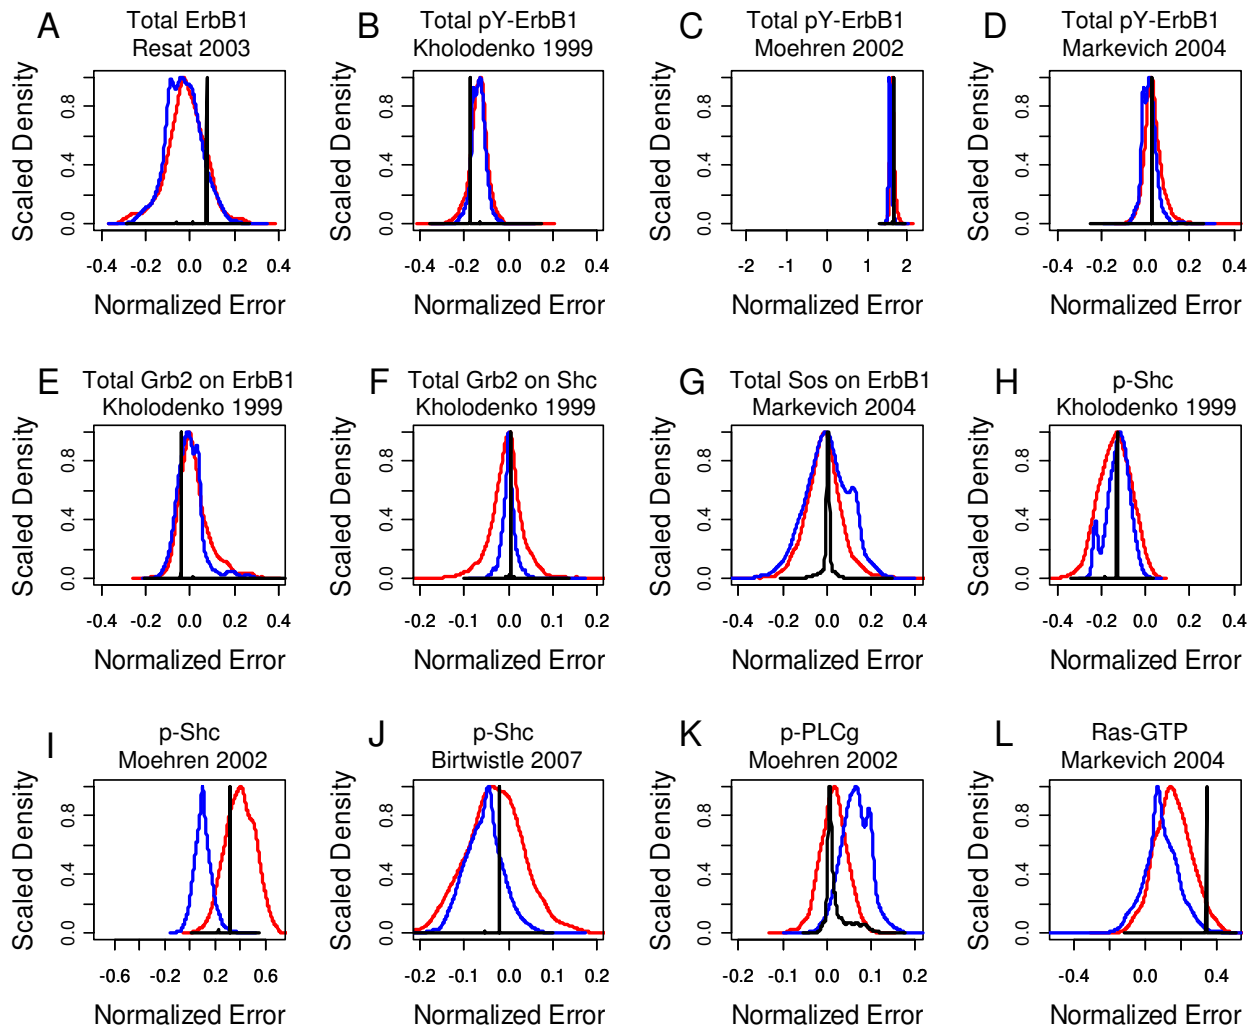 A
Total ErbB1
Resat 2003
Scaled Density
0.0 0.4 0.8
-0.4 -0.2 0.0 0.2 0.4
Normalized Error
B
Total pY-ErbB1
Kholodenko 1999
Scaled Density
0.0 0.4 0.8
-0.4 -0.2 0.0 0.2 0.4
Normalized Error
C
Total pY-ErbB1
Moehren 2002
Scaled Density
0.0 0.4 0.8
-2 -1 0 1 2
Normalized Error
D
Total pY-ErbB1
Markevich 2004
Scaled Density
0.0 0.4 0.8
-0.4 -0.2 0.0 0.2 0.4
Normalized Error
E
Total Grb2 on ErbB1
Kholodenko 1999
Scaled Density
0.0 0.4 0.8
-0.4 -0.2 0.0 0.2 0.4
Normalized Error
F
Total Grb2 on Shc
Kholodenko 1999
Scaled Density
0.0 0.4 0.8
-0.2 -0.1 0.0 0.1 0.2
Normalized Error
G
Total Sos on ErbB1
Markevich 2004
Scaled Density
0.0 0.4 0.8
-0.4 -0.2 0.0 0.2 0.4
Normalized Error
H
p-Shc
Kholodenko 1999
Scaled Density
0.0 0.4 0.8
-0.4 -0.2 0.0 0.2 0.4
Normalized Error
I
p-Shc
Moehren 2002
Scaled Density
0.0 0.4 0.8
-0.6 -0.2 0.2 0.6
Normalized Error
J
p-Shc
Birtwistle 2007
Scaled Density
0.0 0.4 0.8
-0.2 -0.1 0.0 0.1 0.2
Normalized Error
K
p-PLCg
Moehren 2002
Scaled Density
0.0 0.4 0.8
-0.2 -0.1 0.0 0.1 0.2
Normalized Error
L
Ras-GTP
Markevich 2004
Scaled Density
0.0 0.4 0.8
-0.4 0.0 0.4
Normalized Error